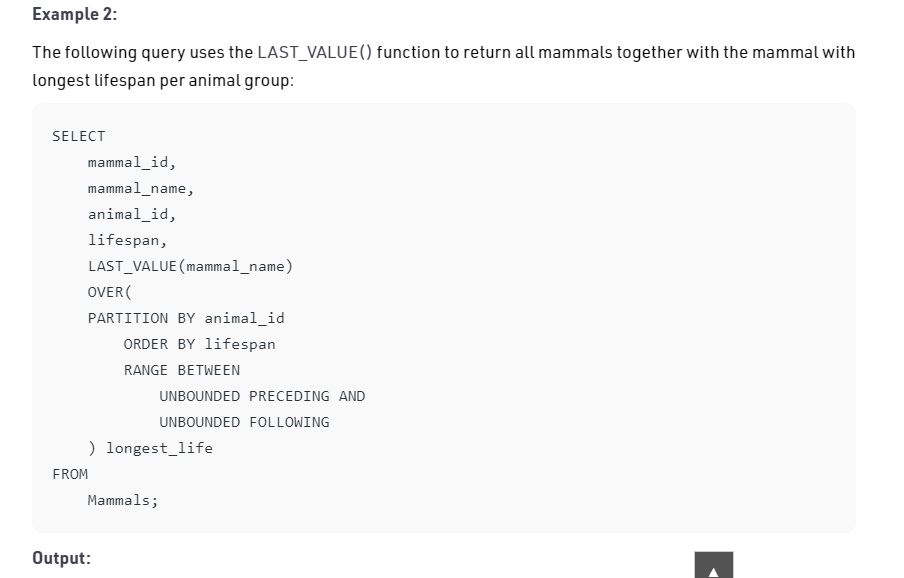 Example 2:
The following query uses the LAST_VALUE() function to return all mammals together with the mammal with
longest lifespan per animal group:
SELECT
    mammal_id,
    mammal_name,
    animal_id,
    lifespan,
    LAST_VALUE(mammal_name)
    OVER(
    PARTITION BY animal_id
        ORDER BY lifespan
        RANGE BETWEEN
            UNBOUNDED PRECEDING AND
            UNBOUNDED FOLLOWING
    ) longest_life
FROM
    Mammals;
Output: